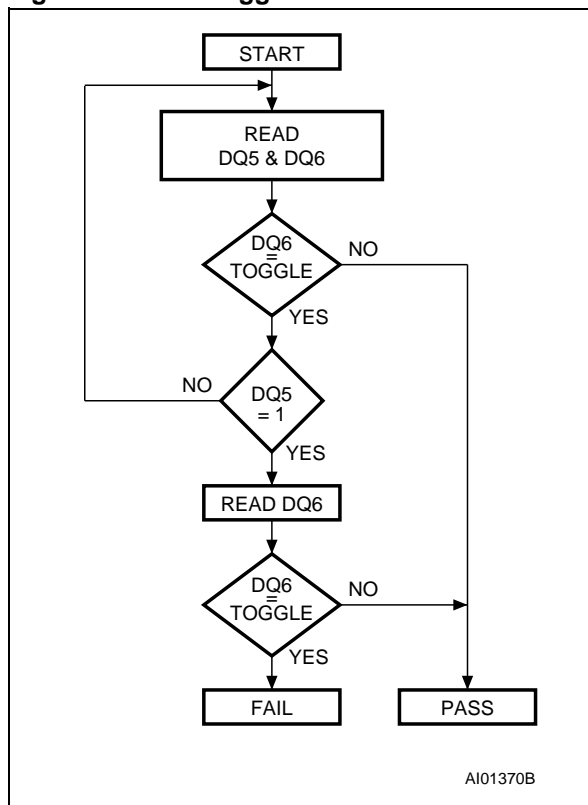 START
READ
DQ5 & DQ6
DQ6
=
TOGGLE
NO
YES
NO
DQ5
= 1
YES
READ DQ6
DQ6
=
TOGGLE
NO
YES
FAIL
PASS
AI01370B